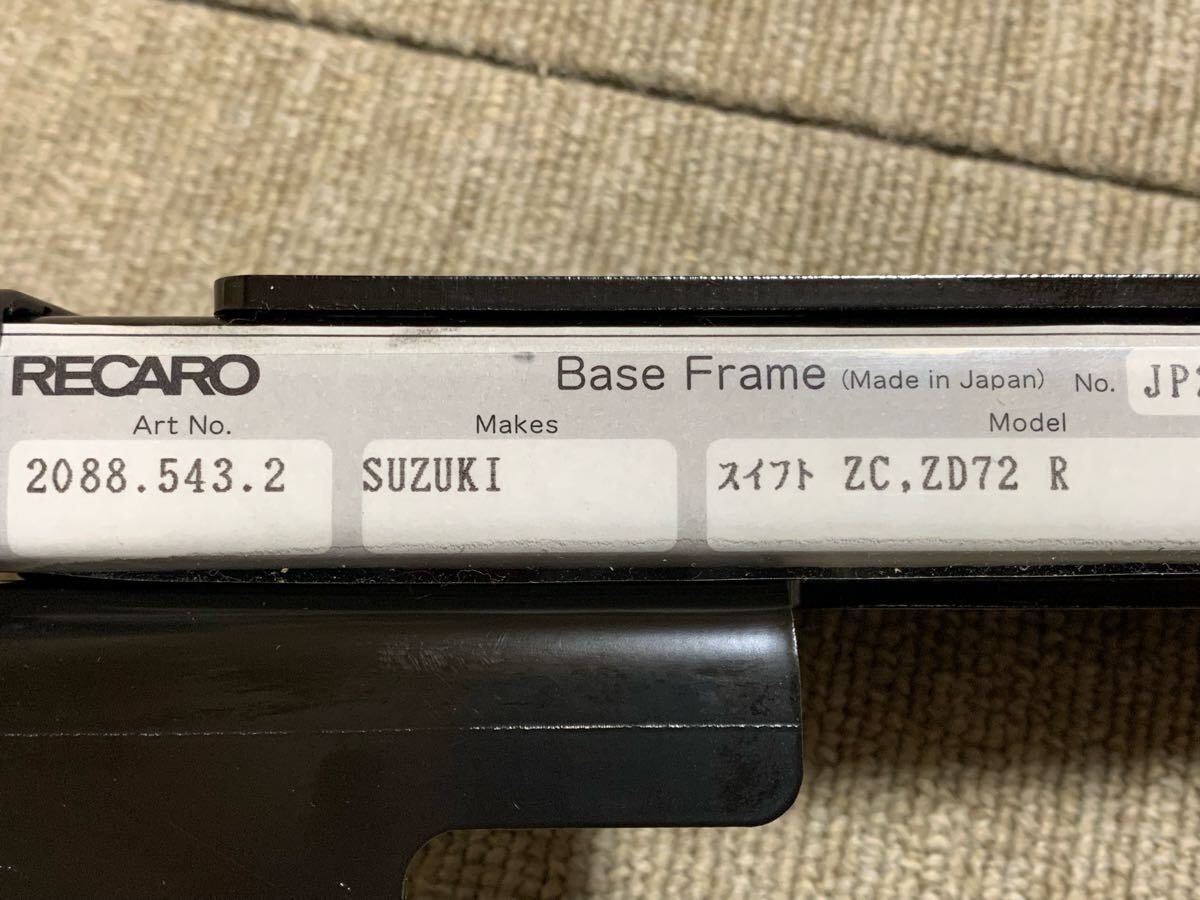 RECARO Base Frame (Made in Japan) No. JP
Art No. Makes Model
2088.543.2 SUZUKI ｽｲﾌﾄ ZC,ZD72 R